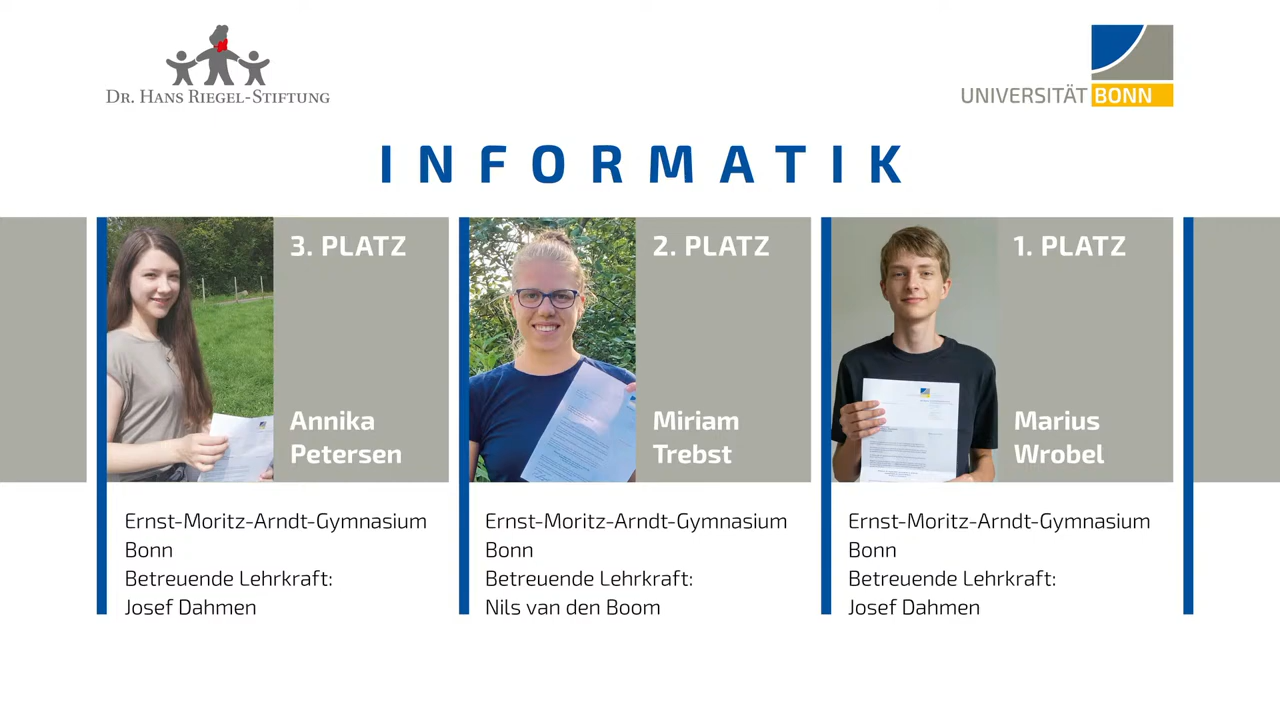 DR. HANS RIEGEL-STIFTUNG
UNIVERSITÄT BONN
INFORMATIK
3. PLATZ
Annika
Petersen
Ernst-Moritz-Arndt-Gymnasium
Bonn
Betreuende Lehrkraft:
Josef Dahmen
2. PLATZ
Miriam
Trebst
Ernst-Moritz-Arndt-Gymnasium
Bonn
Betreuende Lehrkraft:
Nils van den Boom
1. PLATZ
Marius
Wrobel
Ernst-Moritz-Arndt-Gymnasium
Bonn
Betreuende Lehrkraft:
Josef Dahmen